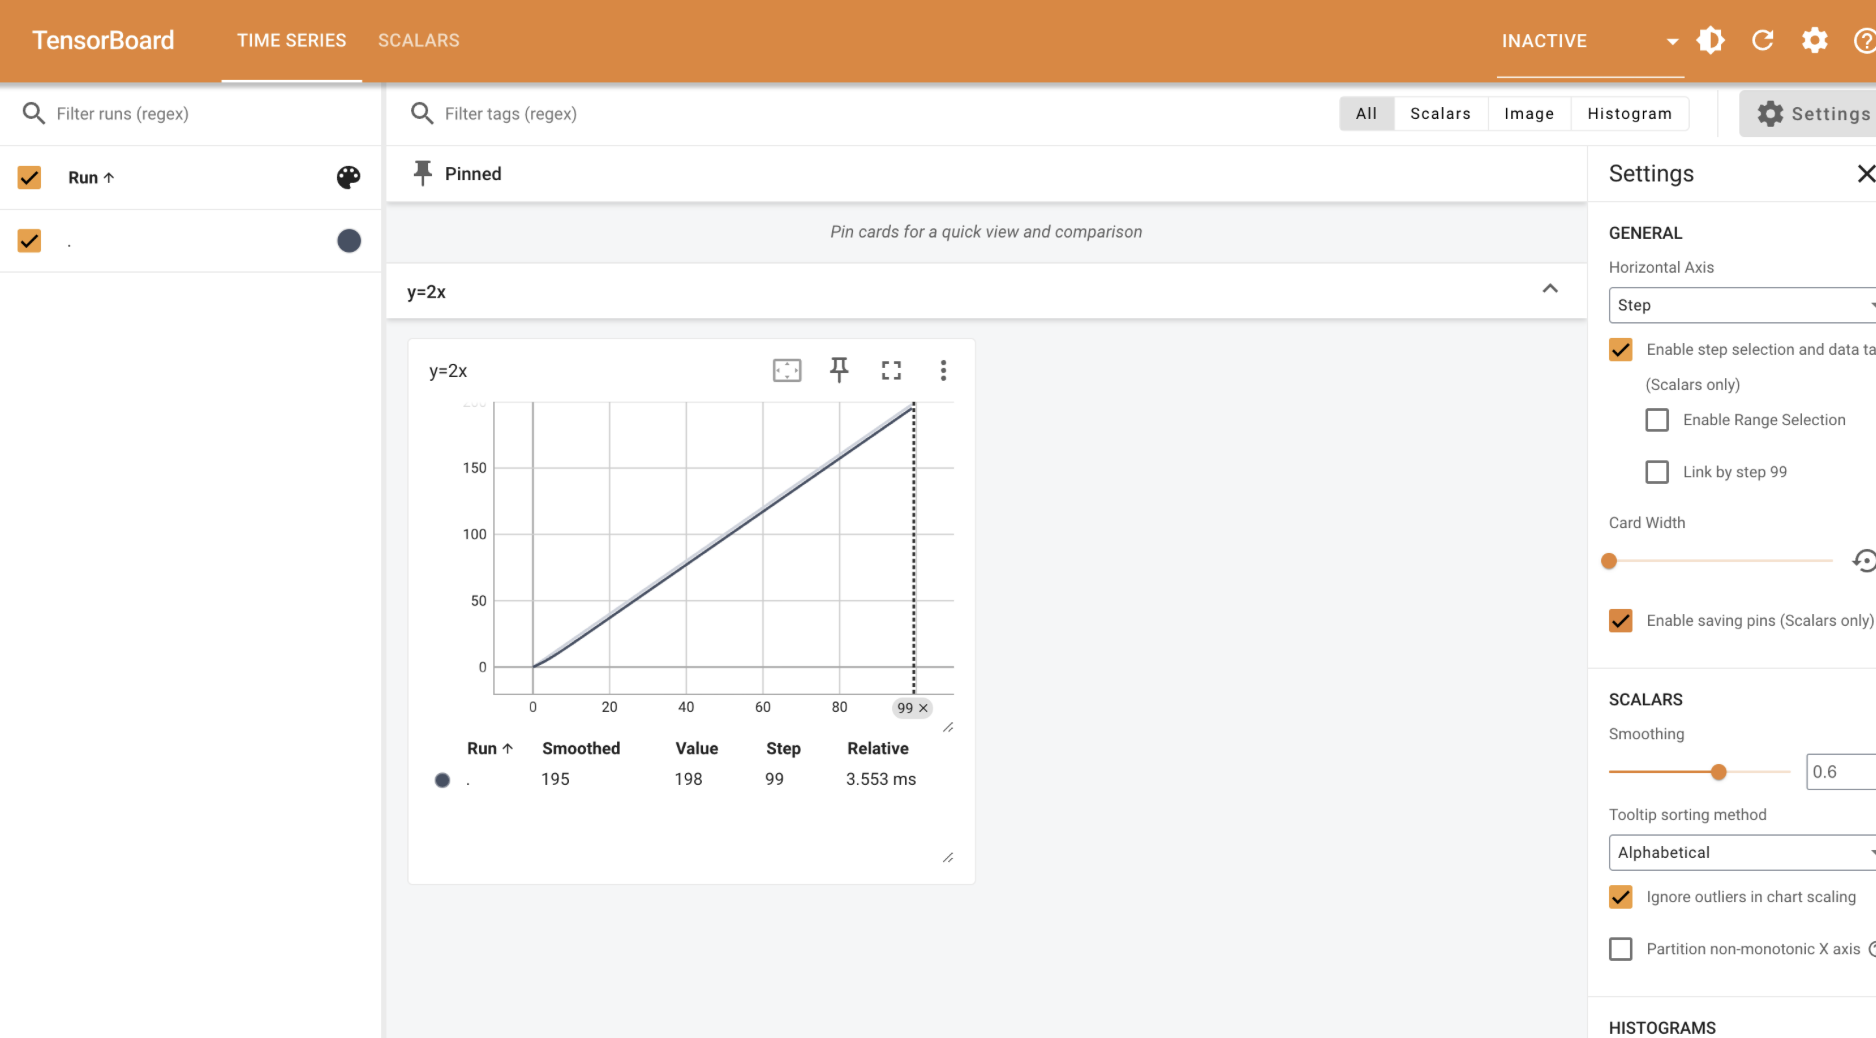 TensorBoard TIME SERIES SCALARS INACTIVE
Filter runs (regex)
Run
.
Filter tags (regex)
All Scalars Image Histogram Settings
Pinned
Pin cards for a quick view and comparison
y=2x
y=2x
150
100
50
0
0 20 40 60 80 99
Run Smoothed Value Step Relative
. 195 198 99 3.553 ms
Settings
GENERAL
Horizontal Axis
Step
Enable step selection and data ta
(Scalars only)
Enable Range Selection
Link by step 99
Card Width
Enable saving pins (Scalars only)
SCALARS
Smoothing
0.6
Tooltip sorting method
Alphabetical
Ignore outliers in chart scaling
Partition non-monotonic X axis
HISTOGRAMS